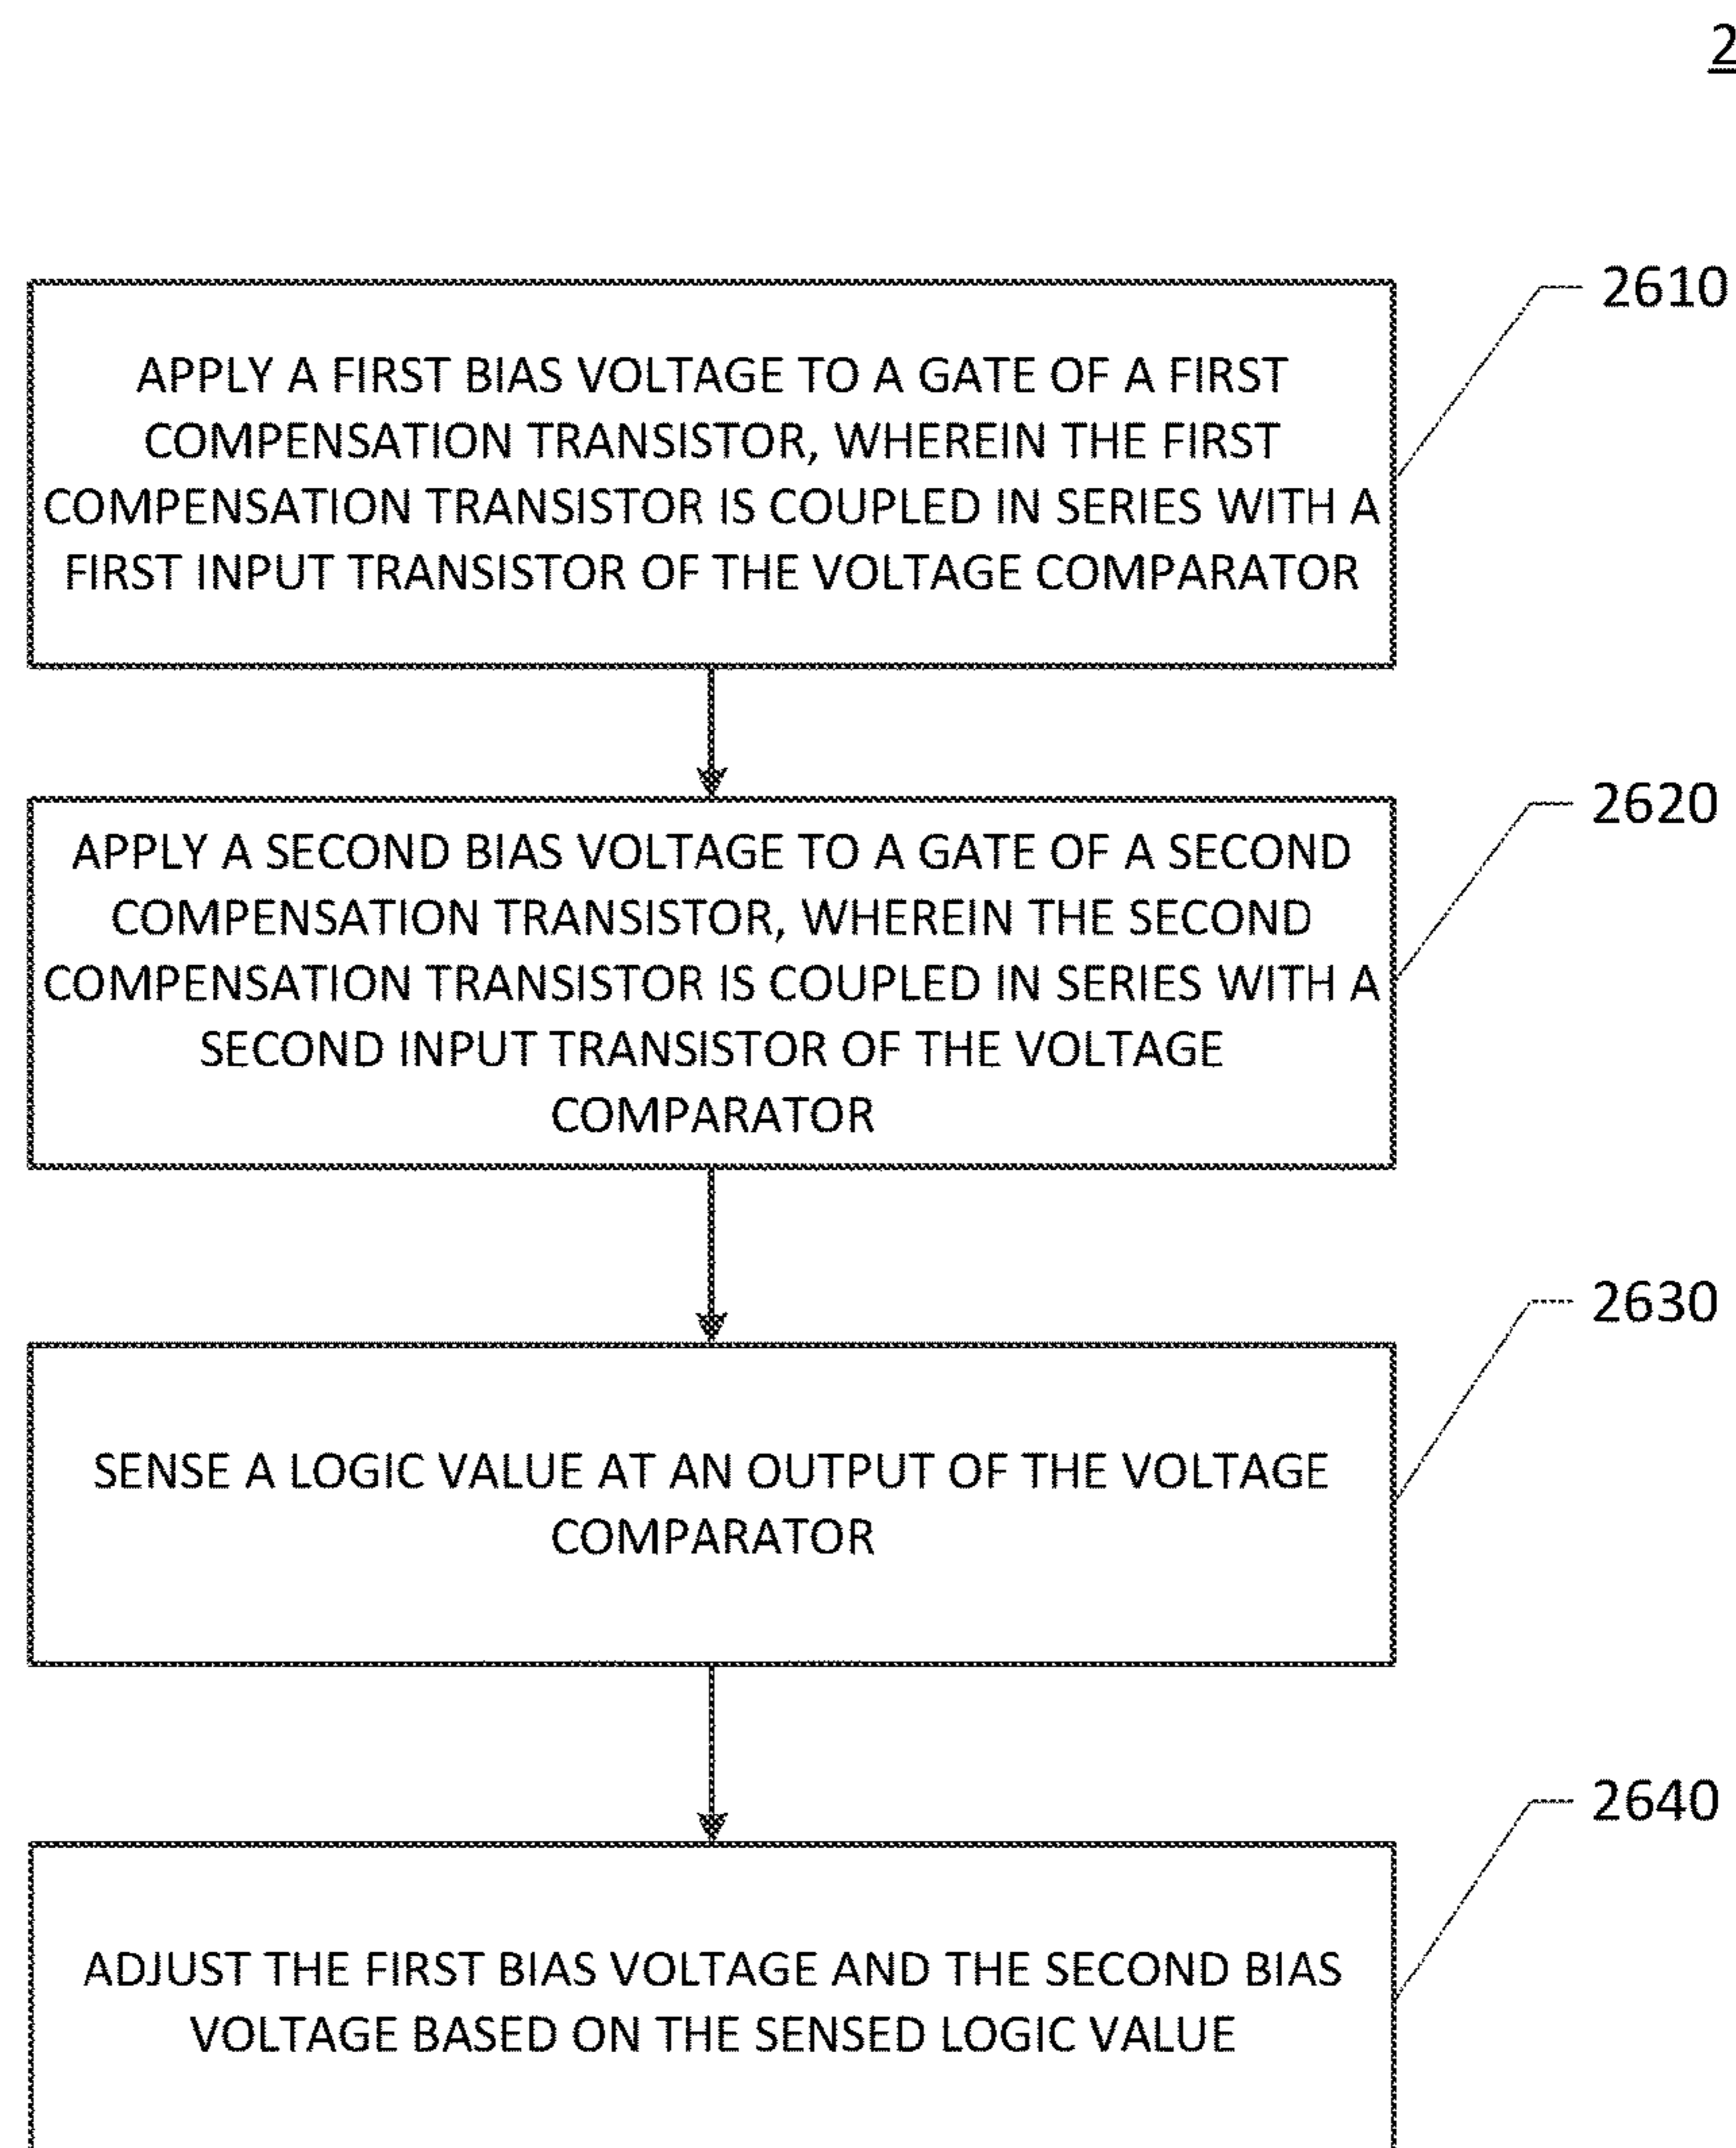 2
2610
APPLY A FIRST BIAS VOLTAGE TO A GATE OF A FIRST
COMPENSATION TRANSISTOR, WHEREIN THE FIRST
COMPENSATION TRANSISTOR IS COUPLED IN SERIES WITH A
FIRST INPUT TRANSISTOR OF THE VOLTAGE COMPARATOR
2620
APPLY A SECOND BIAS VOLTAGE TO A GATE OF A SECOND
COMPENSATION TRANSISTOR, WHEREIN THE SECOND
COMPENSATION TRANSISTOR IS COUPLED IN SERIES WITH A
SECOND INPUT TRANSISTOR OF THE VOLTAGE
COMPARATOR
2630
SENSE A LOGIC VALUE AT AN OUTPUT OF THE VOLTAGE
COMPARATOR
2640
ADJUST THE FIRST BIAS VOLTAGE AND THE SECOND BIAS
VOLTAGE BASED ON THE SENSED LOGIC VALUE